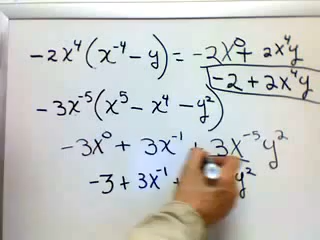 -2x⁴(x⁻⁴ - y) = -2x⁰ + 2x⁴y
-2 + 2x⁴y
-3x⁻⁵(x⁵ - x⁴ - y²)
-3x⁰ + 3x⁻¹ + 3x⁻⁵y²
-3 + 3x⁻¹ + y²